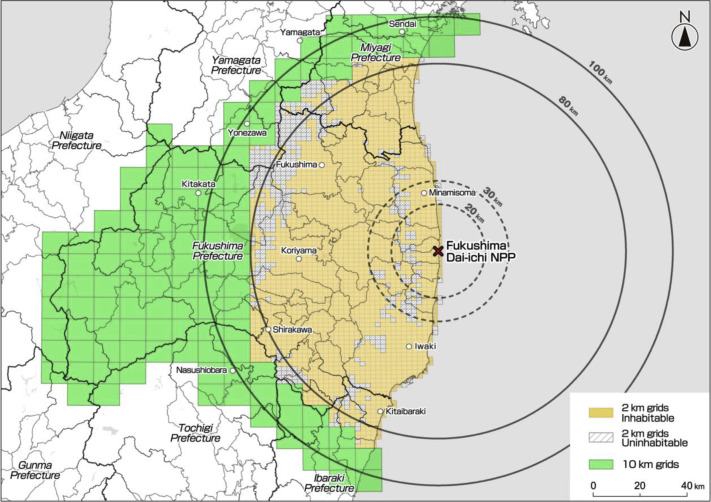 N
Sendai
Yamagata
Miyagi
Prefecture
Yamagata
Prefecture
100 km
80 km
Yonezawa
Niigata
Prefecture
Fukushima
Kitakata
Minamisoma
30 km
20 km
Fukushima
Prefecture
Koriyama
Fukushima
Dai-ichi NPP
Shirakawa
Iwaki
Nasushiobara
Kitaibaraki
Tochigi
Prefecture
Gunma
Prefecture
Ibaraki
Prefecture
2 km grids
Inhabitable
2 km grids
Uninhabitable
10 km grids
0 20 40 km